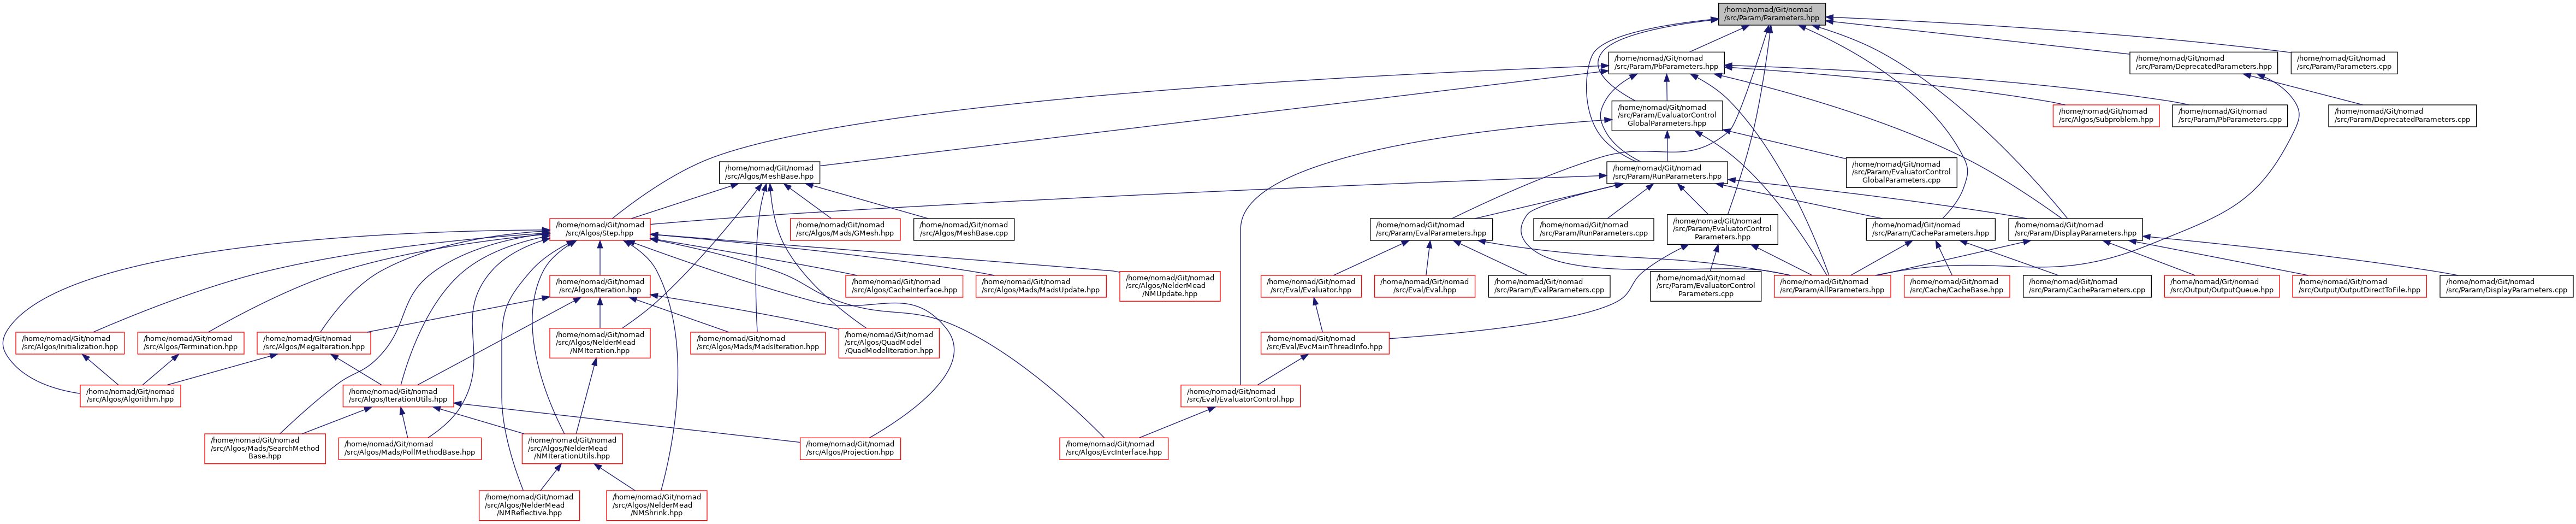 /home/nomad/Git/nomad
/src/Param/Parameters.hpp
/home/nomad/Git/nomad
/src/Param/PbParameters.hpp
/home/nomad/Git/nomad
/src/Param/DeprecatedParameters.hpp
/home/nomad/Git/nomad
/src/Param/Parameters.cpp
/home/nomad/Git/nomad
/src/Param/EvaluatorControl
GlobalParameters.hpp
/home/nomad/Git/nomad
/src/Algos/Subproblem.hpp
/home/nomad/Git/nomad
/src/Param/PbParameters.cpp
/home/nomad/Git/nomad
/src/Param/DeprecatedParameters.cpp
/home/nomad/Git/nomad
/src/Algos/MeshBase.hpp
/home/nomad/Git/nomad
/src/Param/RunParameters.hpp
/home/nomad/Git/nomad
/src/Param/EvaluatorControl
GlobalParameters.cpp
/home/nomad/Git/nomad
/src/Algos/Step.hpp
/home/nomad/Git/nomad
/src/Algos/Mads/GMesh.hpp
/home/nomad/Git/nomad
/src/Algos/MeshBase.cpp
/home/nomad/Git/nomad
/src/Param/EvalParameters.hpp
/home/nomad/Git/nomad
/src/Param/RunParameters.cpp
/home/nomad/Git/nomad
/src/Param/EvaluatorControl
Parameters.hpp
/home/nomad/Git/nomad
/src/Param/CacheParameters.hpp
/home/nomad/Git/nomad
/src/Param/DisplayParameters.hpp
/home/nomad/Git/nomad
/src/Algos/Iteration.hpp
/home/nomad/Git/nomad
/src/Algos/CacheInterface.hpp
/home/nomad/Git/nomad
/src/Algos/Mads/MadsUpdate.hpp
/home/nomad/Git/nomad
/src/Algos/NelderMead
/NMUpdate.hpp
/home/nomad/Git/nomad
/src/Eval/Evaluator.hpp
/home/nomad/Git/nomad
/src/Eval/Eval.hpp
/home/nomad/Git/nomad
/src/Param/EvalParameters.cpp
/home/nomad/Git/nomad
/src/Param/EvaluatorControl
Parameters.cpp
/home/nomad/Git/nomad
/src/Param/AllParameters.hpp
/home/nomad/Git/nomad
/src/Cache/CacheBase.hpp
/home/nomad/Git/nomad
/src/Param/CacheParameters.cpp
/home/nomad/Git/nomad
/src/Output/OutputQueue.hpp
/home/nomad/Git/nomad
/src/Output/OutputDirectToFile.hpp
/home/nomad/Git/nomad
/src/Param/DisplayParameters.cpp
/home/nomad/Git/nomad
/src/Algos/Initialization.hpp
/home/nomad/Git/nomad
/src/Algos/Termination.hpp
/home/nomad/Git/nomad
/src/Algos/MegaIteration.hpp
/home/nomad/Git/nomad
/src/Algos/NelderMead
/NMIteration.hpp
/home/nomad/Git/nomad
/src/Algos/Mads/MadsIteration.hpp
/home/nomad/Git/nomad
/src/Algos/QuadModel
/QuadModelIteration.hpp
/home/nomad/Git/nomad
/src/Eval/EvcMainThreadInfo.hpp
/home/nomad/Git/nomad
/src/Algos/Algorithm.hpp
/home/nomad/Git/nomad
/src/Algos/IterationUtils.hpp
/home/nomad/Git/nomad
/src/Eval/EvaluatorControl.hpp
/home/nomad/Git/nomad
/src/Algos/Mads/SearchMethod
Base.hpp
/home/nomad/Git/nomad
/src/Algos/Mads/PollMethodBase.hpp
/home/nomad/Git/nomad
/src/Algos/NelderMead
/NMIterationUtils.hpp
/home/nomad/Git/nomad
/src/Algos/Projection.hpp
/home/nomad/Git/nomad
/src/Algos/EvcInterface.hpp
/home/nomad/Git/nomad
/src/Algos/NelderMead
/NMReflective.hpp
/home/nomad/Git/nomad
/src/Algos/NelderMead
/NMShrink.hpp